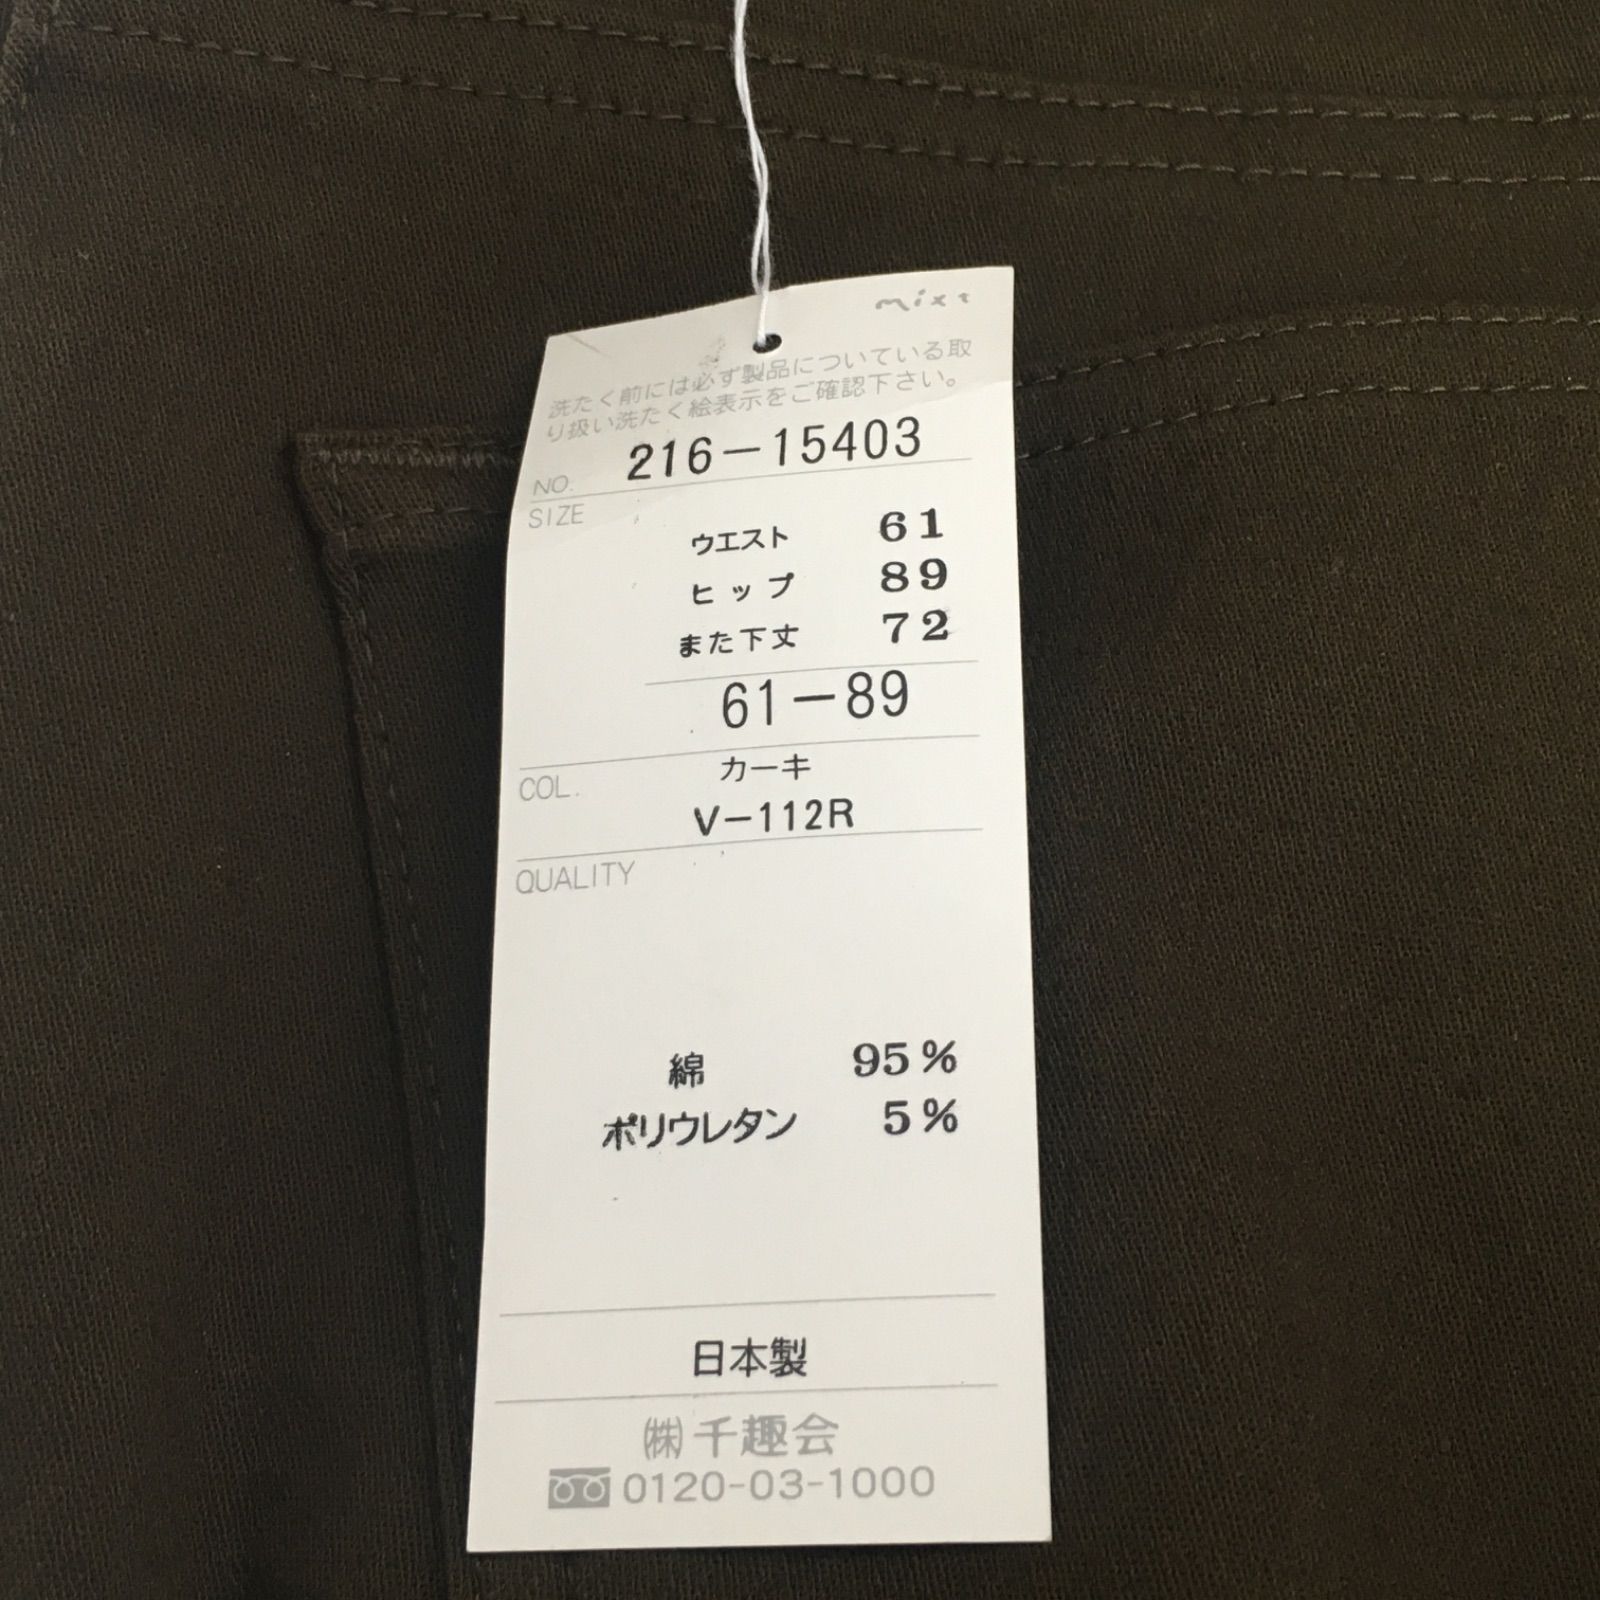 mixt
洗たく前には必ず製品についている取
り扱い洗たく絵表示をご確認下さい。
NO. 216-15403
SIZE
ウエスト 61
ヒップ 89
また下丈 72
61-89
COL. カーキ
V-112R
QUALITY
綿 95%
ポリウレタン 5%
日本製
㈱千趣会
0120-03-1000